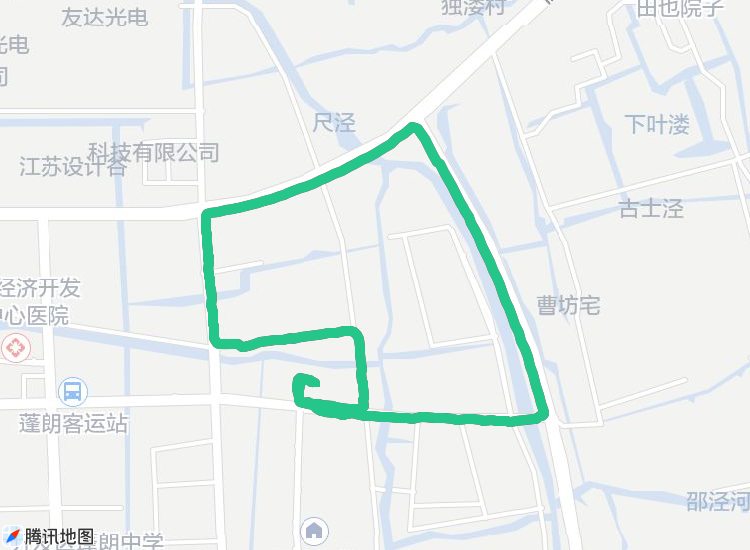 友达光电
独溇村
田也院子
光电
司
尺泾
下叶溇
科技有限公司
江苏设计谷
古士泾
经济开发
中心医院
曹坊宅
蓬朗客运站
邵泾河
腾讯地图
蓬朗中学